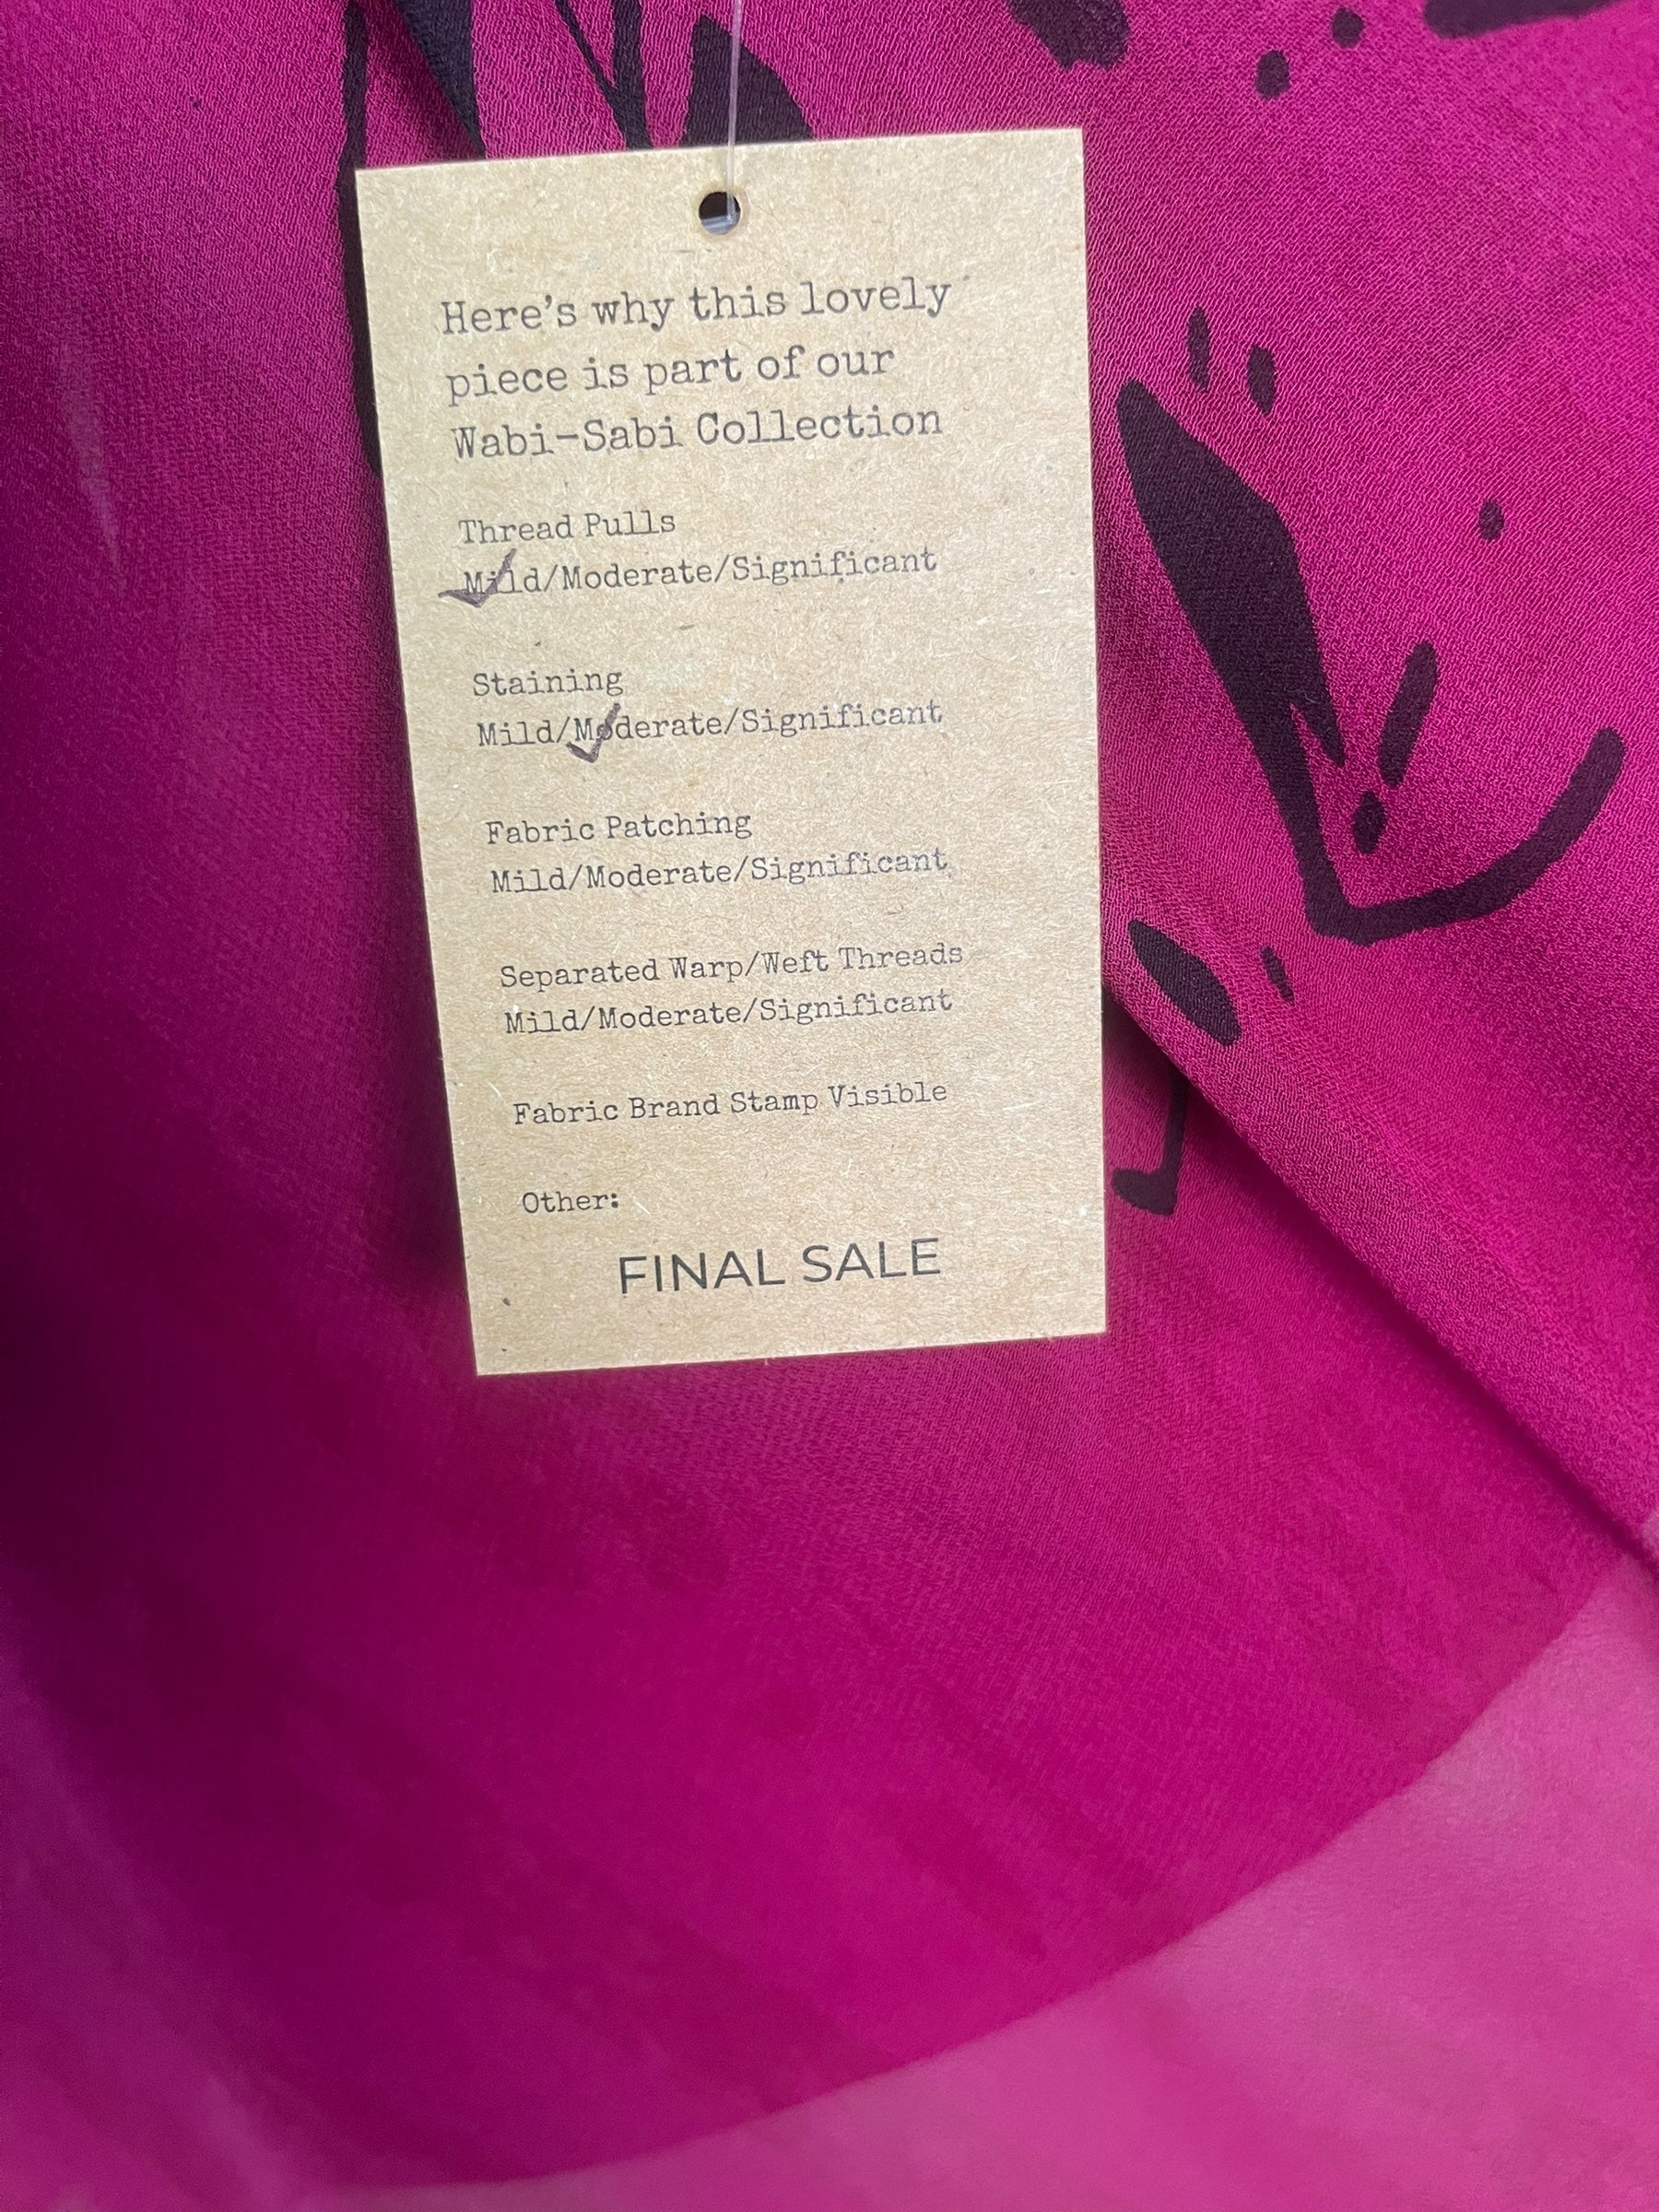 Here's why this lovely
piece is part of our
Wabi-Sabi Collection
Thread Pulls
Mild/Moderate/Significant
Staining
Mild/Moderate/Significant
Fabric Patching
Mild/Moderate/Significant
Separated Warp/Weft Threads
Mild/Moderate/Significant
Fabric Brand Stamp Visible
Other:
FINAL SALE